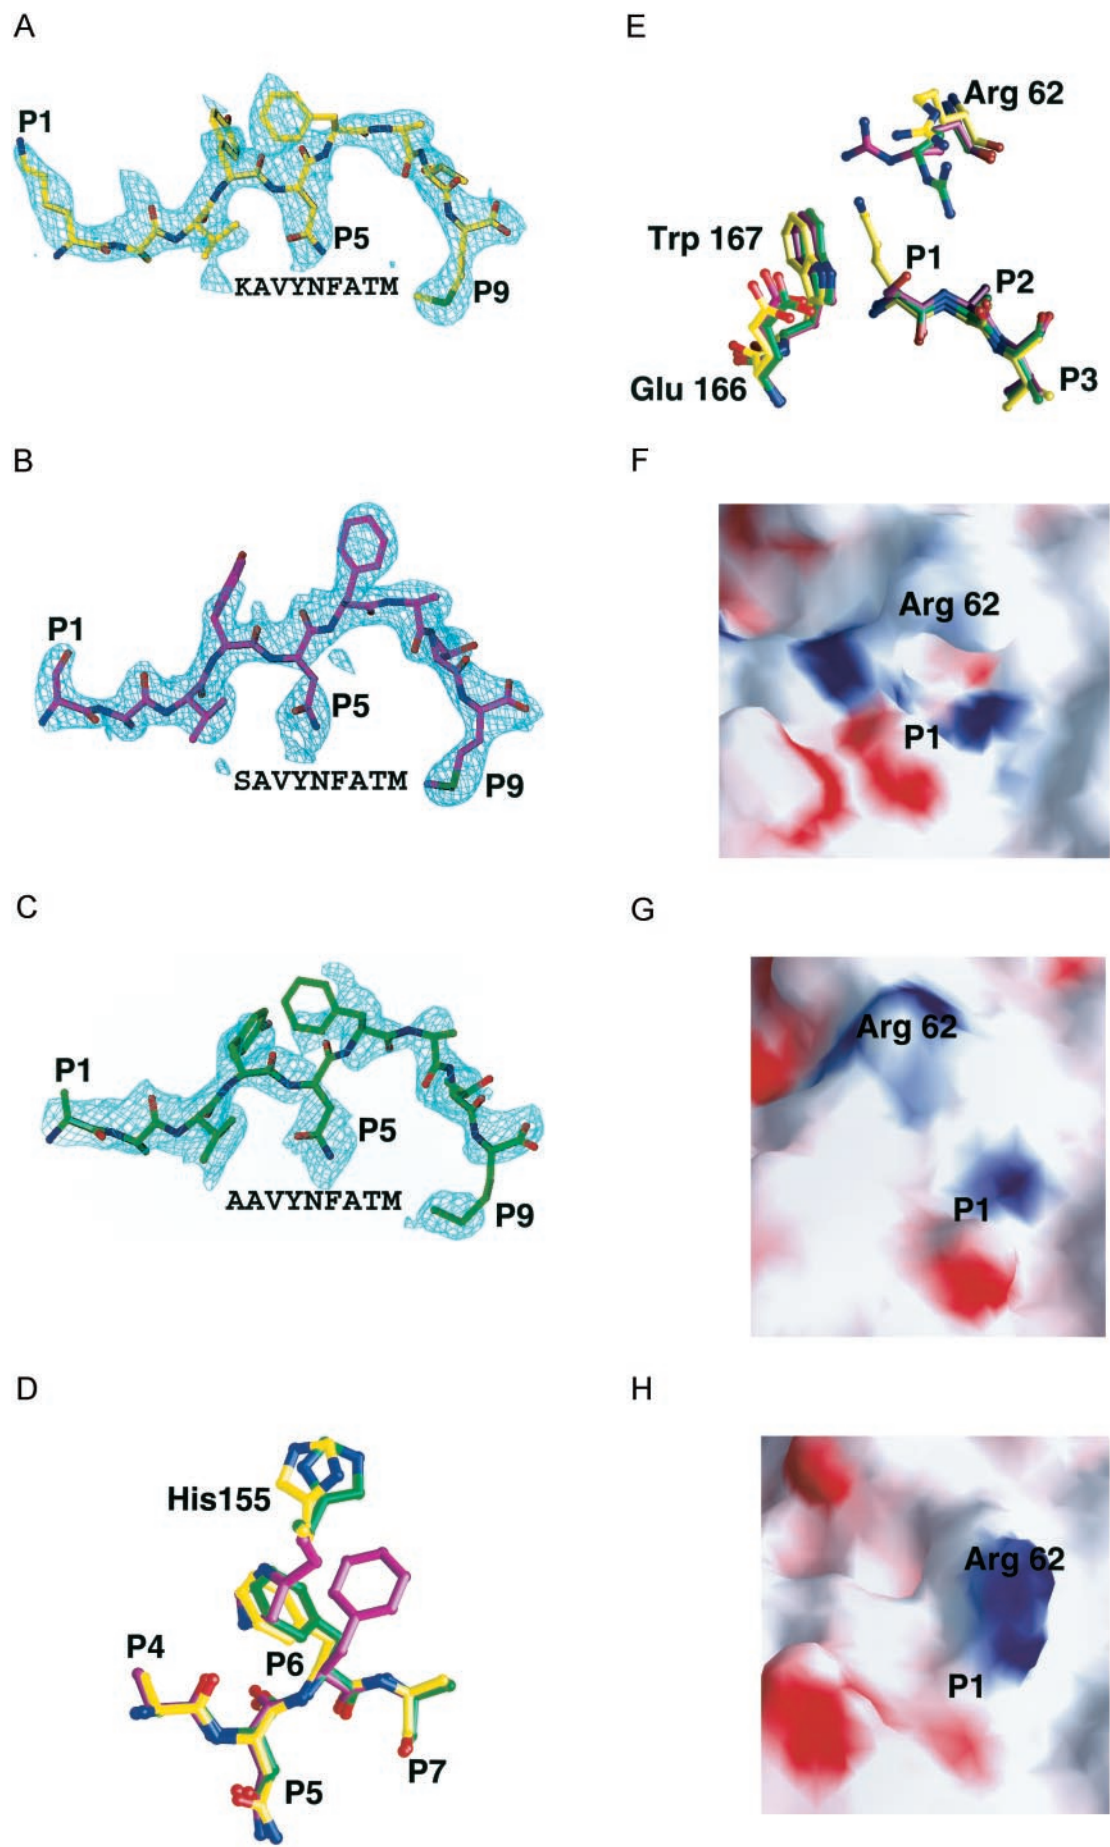 A
P1
P5
KAVYNFATM
P9
B
P1
P5
SAVYNFATM
P9
C
P1
P5
AAVYNFATM
P9
D
His155
P4
P6
P7
P5
E
Arg 62
Trp 167
P1
P2
Glu 166
P3
F
Arg 62
P1
G
Arg 62
P1
H
Arg 62
P1